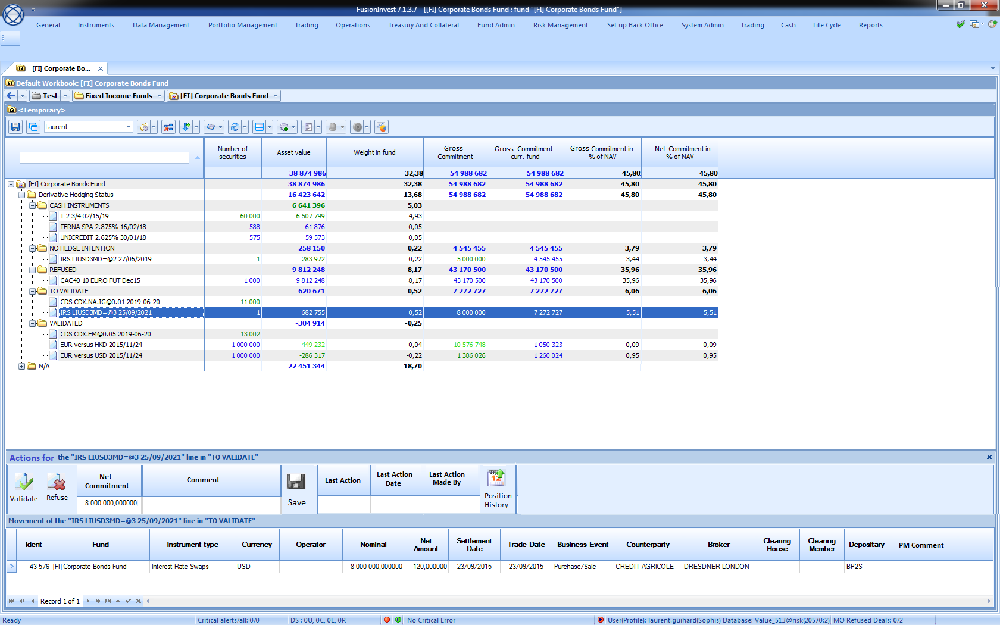 FusionInvest 7.1.3.7 - [[FI] Corporate Bonds Fund : fund "[FI] Corporate Bonds Fund"]
General Instruments Data Management Portfolio Management Trading Operations Treasury And Collateral Fund Admin Risk Management Set up Back Office System Admin Trading Cash Life Cycle Reports
[FI] Corporate Bo...
Default Workbook: [FI] Corporate Bonds Fund
Test Fixed Income Funds [FI] Corporate Bonds Fund
<Temporary>
Laurent
Number of securities Asset value Weight in fund Gross Commitment Gross Commitment curr. fund Gross Commitment in % of NAV Net Commitment in % of NAV
38 874 986 32,38 54 988 682 54 988 682 45,80 45,80
[FI] Corporate Bonds Fund 38 874 986 32,38 54 988 682 54 988 682 45,80 45,80
Derivative Hedging Status 16 423 642 13,68 54 988 682 54 988 682 45,80 45,80
CASH INSTRUMENTS 6 641 396 5,03
T 2 3/4 02/15/19 60 000 6 507 799 4,93
TERNA SPA 2.875% 16/02/18 588 61 876 0,05
UNICREDIT 2.625% 30/01/18 575 59 573 0,05
NO HEDGE INTENTION 258 150 0,22 4 545 455 4 545 455 3,79 3,79
IRS LIUSD3MD=@2 27/06/2019 1 283 972 0,22 5 000 000 4 545 455 3,44 3,44
REFUSED 9 812 248 8,17 43 170 500 43 170 500 35,96 35,96
CAC40 10 EURO FUT Dec15 1 000 9 812 248 8,17 43 170 500 43 170 500 35,96 35,96
TO VALIDATE 620 671 0,52 7 272 727 7 272 727 6,06 6,06
CDS CDX.NA.IG@0.01 2019-06-20 11 000
IRS LIUSD3MD=@3 25/09/2021 1 682 755 0,52 8 000 000 7 272 727 5,51 5,51
VALIDATED -304 914 -0,25
CDS CDX.EM@0.05 2019-06-20 13 002
EUR versus HKD 2015/11/24 1 000 000 -449 232 -0,04 10 576 748 1 050 323 0,09 0,09
EUR versus USD 2015/11/24 1 000 000 -286 317 -0,22 1 386 026 1 260 024 0,95 0,95
N/A 22 451 344 18,70
Actions for the "IRS LIUSD3MD=@3 25/09/2021" line in "TO VALIDATE"
Validate Refuse Net Commitment Comment Save Last Action Last Action Date Last Action Made By Position History
8 000 000,000000
Movement of the "IRS LIUSD3MD=@3 25/09/2021" line in "TO VALIDATE"
Ident Fund Instrument type Currency Operator Nominal Net Amount Settlement Date Trade Date Business Event Counterparty Broker Clearing House Clearing Member Depositary PM Comment
43 576 [FI] Corporate Bonds Fund Interest Rate Swaps USD 8 000 000,000000 120,000000 23/09/2015 23/09/2015 Purchase/Sale CREDIT AGRICOLE DRESDNER LONDON BP2S
Record 1 of 1
Ready Critical alerts/all: 0/0 DS : 0U, 0C, 0E, 0R No Critical Error User(Profile): laurent.guihard(Sophis) Database: Value_513@risk(20570:2) MO Refused Deals: 0/2